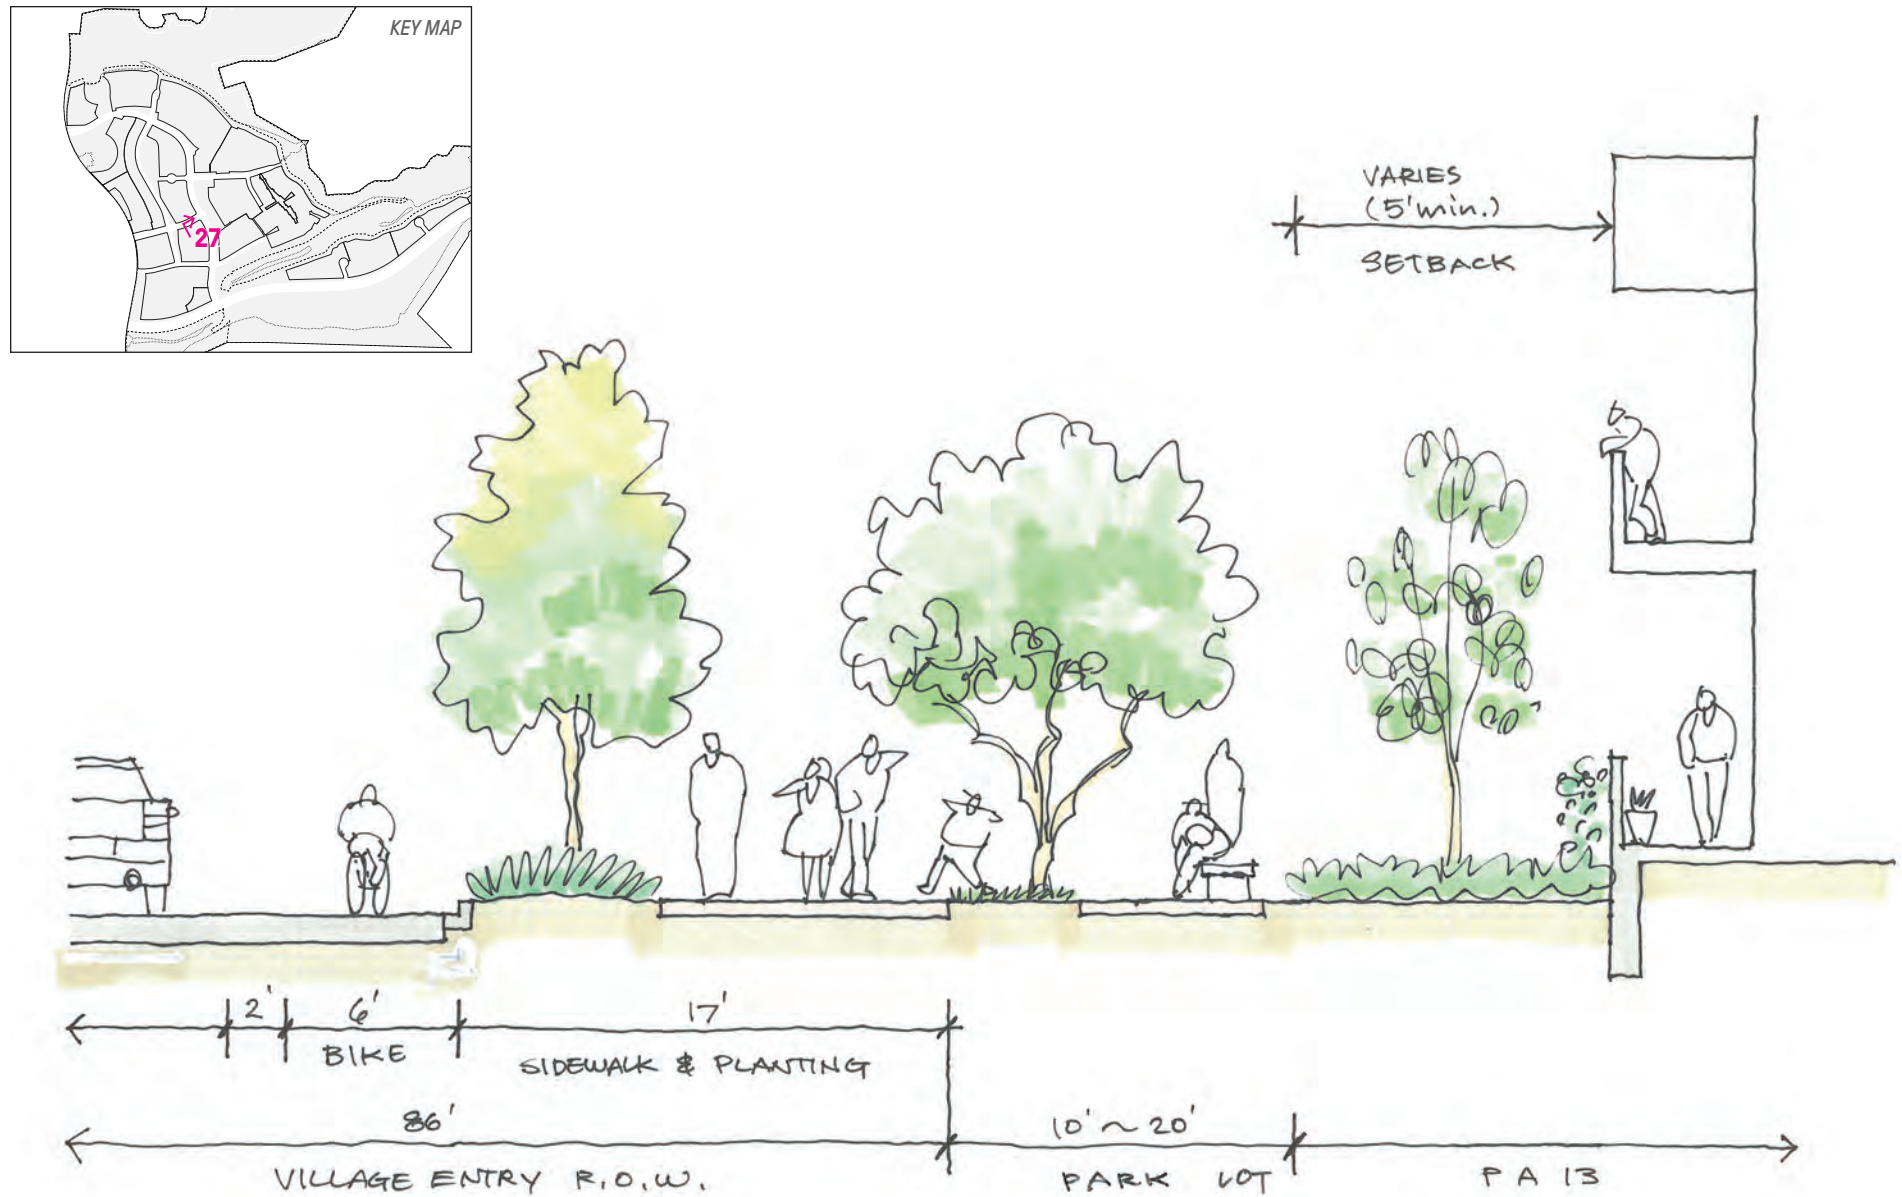 KEY MAP
27
VARIES
(5'min.)
SETBACK
2' 6' 17'
BIKE
SIDEWALK & PLANTING
86' 10'~20'
VILLAGE ENTRY R.O.W. PARK LOT PA 13